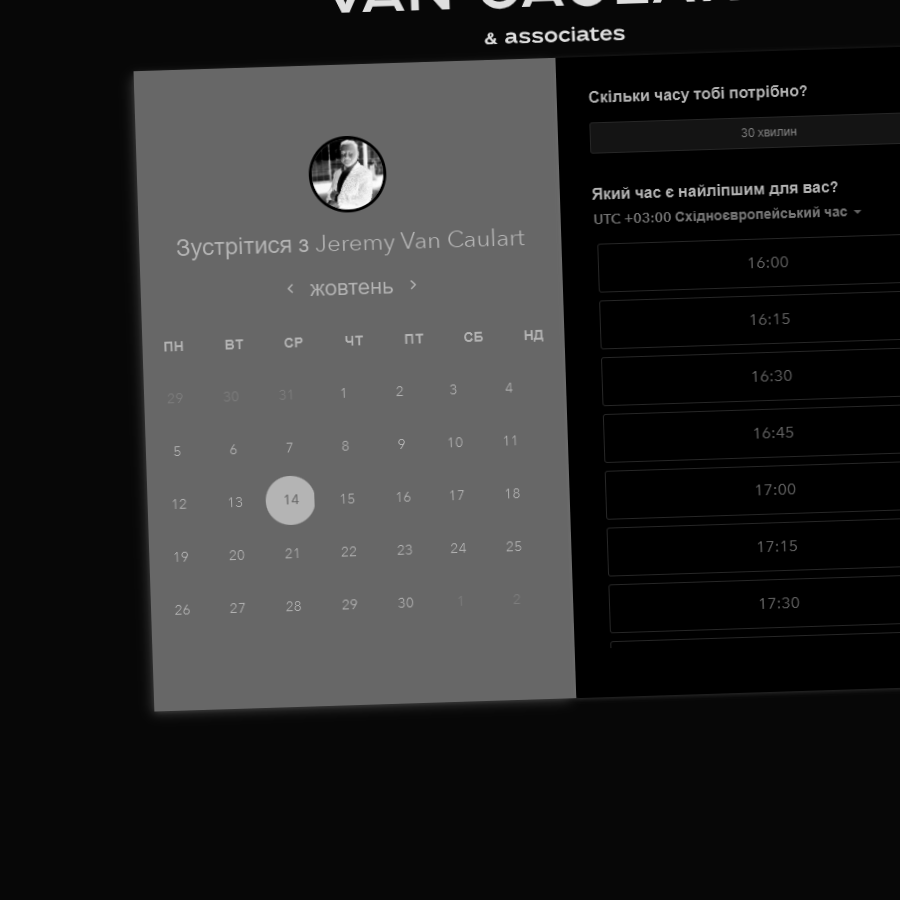 & associates
Зустрітися з Jeremy Van Caulart
жовтень
ПН ВТ СР ЧТ ПТ СБ НД
29 30 31 1 2 3 4
5 6 7 8 9 10 11
12 13 14 15 16 17 18
19 20 21 22 23 24 25
26 27 28 29 30 1 2
Скільки часу тобі потрібно?
30 хвилин
Який час є найліпшим для вас?
UTC +03:00 Східноєвропейський час
16:00
16:15
16:30
16:45
17:00
17:15
17:30